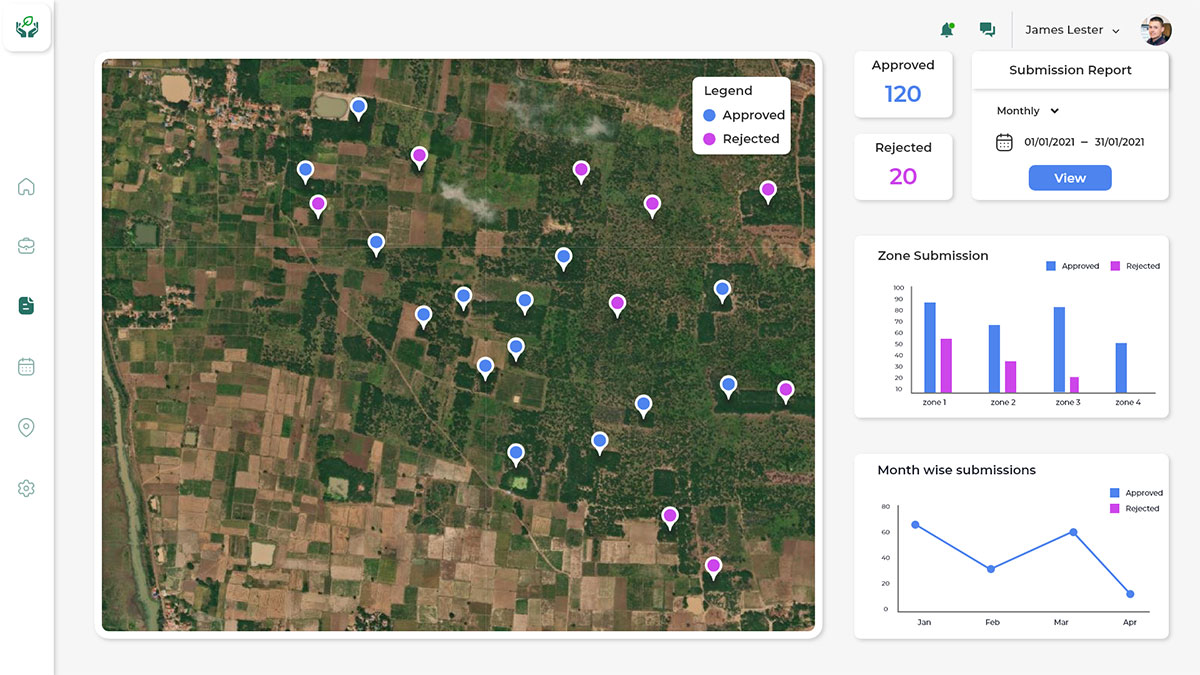 James Lester
Legend
Approved
Rejected
Approved
120
Rejected
20
Submission Report
Monthly
01/01/2021 – 31/01/2021
View
Zone Submission
Approved Rejected
100
90
80
70
60
50
40
30
20
10
zone 1 zone 2 zone 3 zone 4
Month wise submissions
Approved
Rejected
80
60
40
20
0
Jan Feb Mar Apr